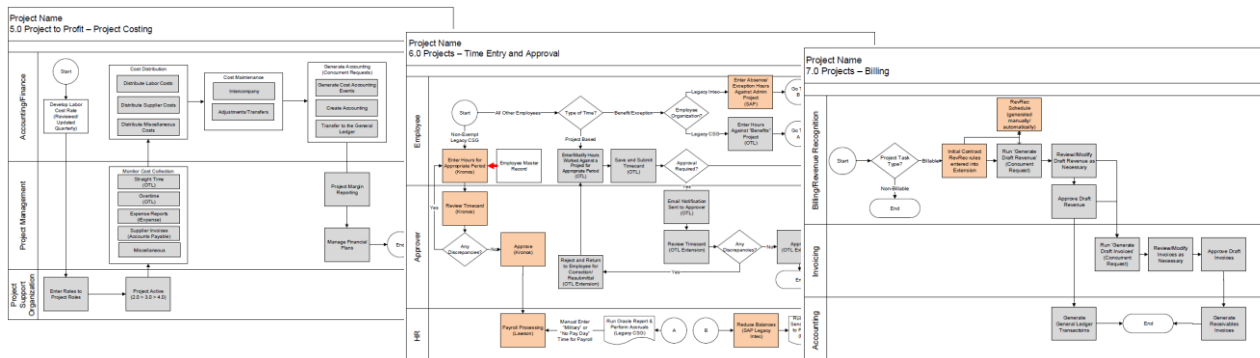 Project Name
5.0 Project to Profit – Project Costing
Accounting/Finance
Start
Develop Labor
Cost Rate
(Reviewed/
Updated
Quarterly)
Cost Distribution
Distribute Labor Costs
Distribute Supplier Costs
Distribute Miscellaneous
Costs
Cost Maintenance
Intercompany
Adjustments/Transfers
Generate Accounting
(Concurrent Requests)
Generate Cost Accounting
Events
Create Accounting
Transfer to the General
Ledger
Project Management
Monitor Cost Collection
Straight Time
(OTL)
Overtime
(OTL)
Expense Reports
(iExpense)
Supplier Invoices
(Accounts Payable)
Miscellaneous
Project Margin
Reporting
Manage Financial
Plans
Project
Support
Organization
Enter Rates to
Project Roles
Project Active
(2.0 > 3.0 > 4.0)
Project Name
6.0 Projects – Time Entry and Approval
Employee
Start
All Other Employees
Type of Time?
Benefit/Exception
Employee
Organization?
Legacy Intec
Enter Absence/
Exception Hours
Against Admin
Project
(SAP)
Legacy CSG
Enter Hours
Against "Benefits"
Project
(OTL)
Non-Exempt
Legacy CSG
Project Based
Enter Hours for
Appropriate Period
(Kronos)
Employee Master
Record
Enter/Modify Hours
Worked Against a
Project for
Appropriate Period
(OTL)
Save and Submit
Timecard
(OTL)
Approval
Required?
Approver
Yes
Review Timecard
(Kronos)
Any
Discrepancies?
No
Approve
(Kronos)
Yes
Email Notification
Sent to Approver
(OTL)
Review Timecard
(OTL Extension)
Any
Discrepancies?
No
Yes
Reject and Return
to Employee for
Correction/
Resubmittal
(OTL Extension)
HR
Payroll Processing
(Lawson)
Manual Enter
"Military" or
"No Pay Day"
Time for Payroll
Run Oracle Report &
Perform Accruals
(Legacy CSG)
A
B
Reduce Balances
(SAP Legacy
Intec)
Project Name
7.0 Projects – Billing
Billing/Revenue Recognition
Start
Project Task
Type?
Billable
Non-Billable
End
RevRec
Schedule
(generated
manually/
automatically)
Initial Contract
RevRec rules
entered into
Extension
Run 'Generate
Draft Revenue'
(Concurrent
Request)
Review/Modify
Draft Revenue as
Necessary
Approve Draft
Revenue
Invoicing
Run 'Generate
Draft Invoices'
(Concurrent
Request)
Review/Modify
Invoices as
Necessary
Approve Draft
Invoices
Accounting
Generate
General Ledger
Transactions
End
Generate
Receivables
Invoices